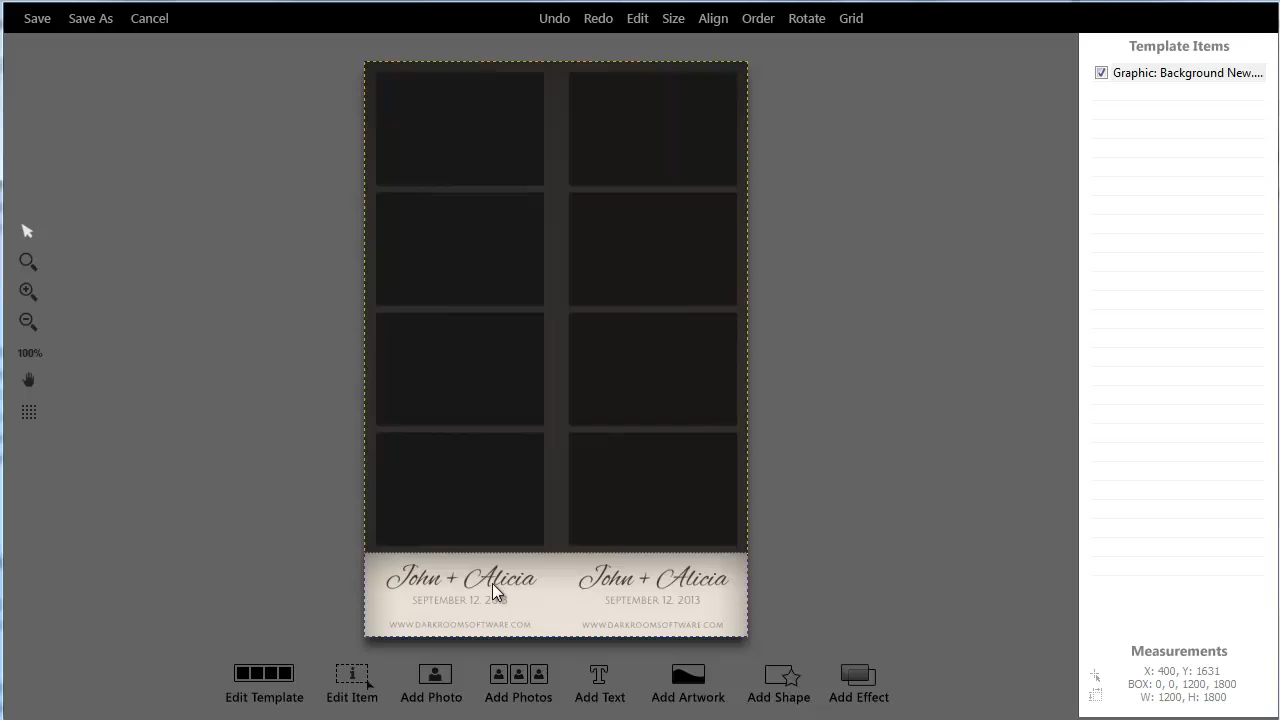 Save Save As Cancel Undo Redo Edit Size Align Order Rotate Grid
Template Items
Graphic: Background New....
100%
John + Alicia John + Alicia
SEPTEMBER 12, 2013 SEPTEMBER 12, 2013
WWW.DARKROOMSOFTWARE.COM WWW.DARKROOMSOFTWARE.COM
Measurements
X: 400, Y: 1631
BOX: 0, 0, 1200, 1800
W: 1200, H: 1800
Edit Template Edit Item Add Photo Add Photos Add Text Add Artwork Add Shape Add Effect